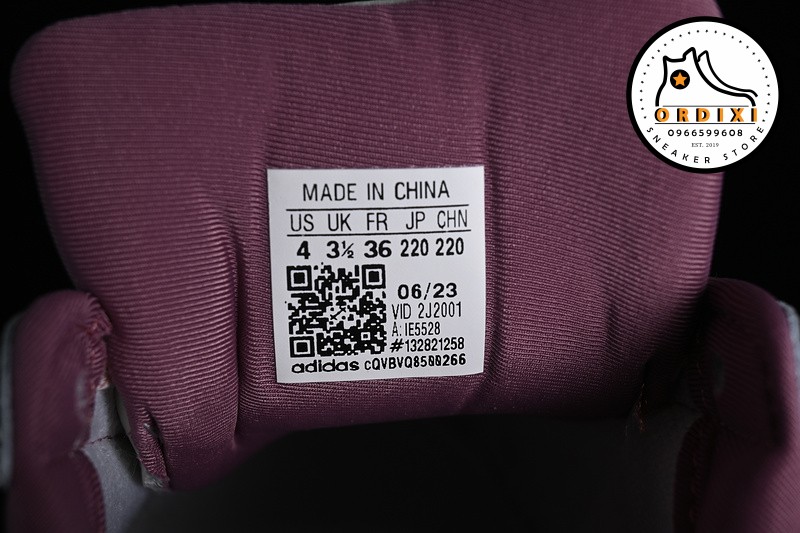 ORDIXI
0966599608
EST. 2019
SNEAKER STORE
MADE IN CHINA
US UK FR JP CHN
4 3½ 36 220 220
06/23
VID 2J2001
A: IE5528
#132821258
adidas cQVBVQ8500266